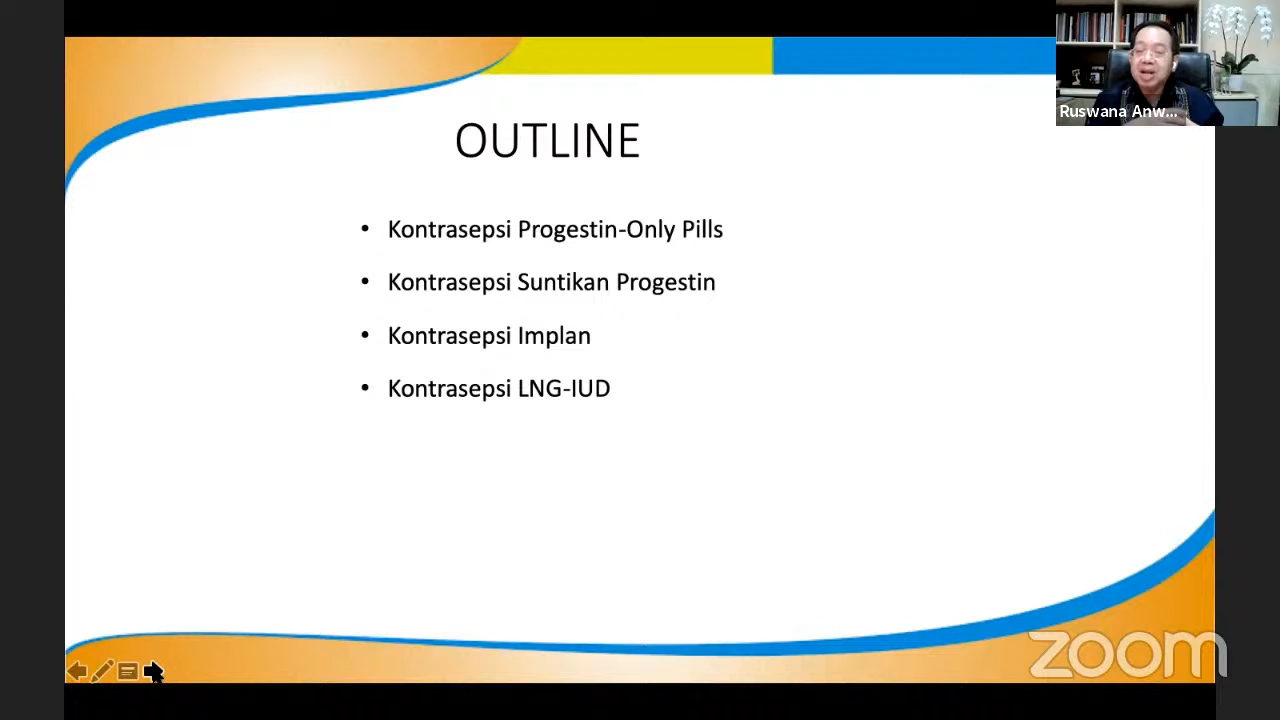 OUTLINE
Ruswana Anw...
• Kontrasepsi Progestin-Only Pills
• Kontrasepsi Suntikan Progestin
• Kontrasepsi Implan
• Kontrasepsi LNG-IUD
zoom